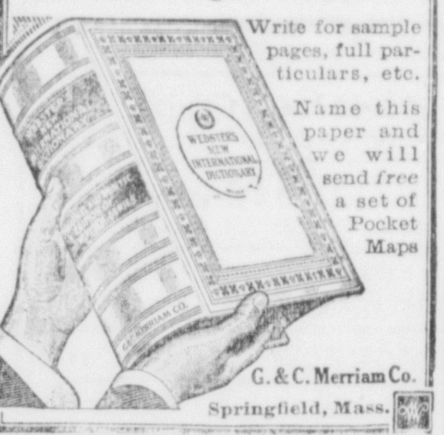 Write for sample
pages, full par-
ticulars, etc.
Name this
paper and
we will
send free
a set of
Pocket
Maps
WEBSTER'S
NEW
INTERNATIONAL
DICTIONARY
G.&C. MERRIAM CO.
G. & C. Merriam Co.
Springfield, Mass.